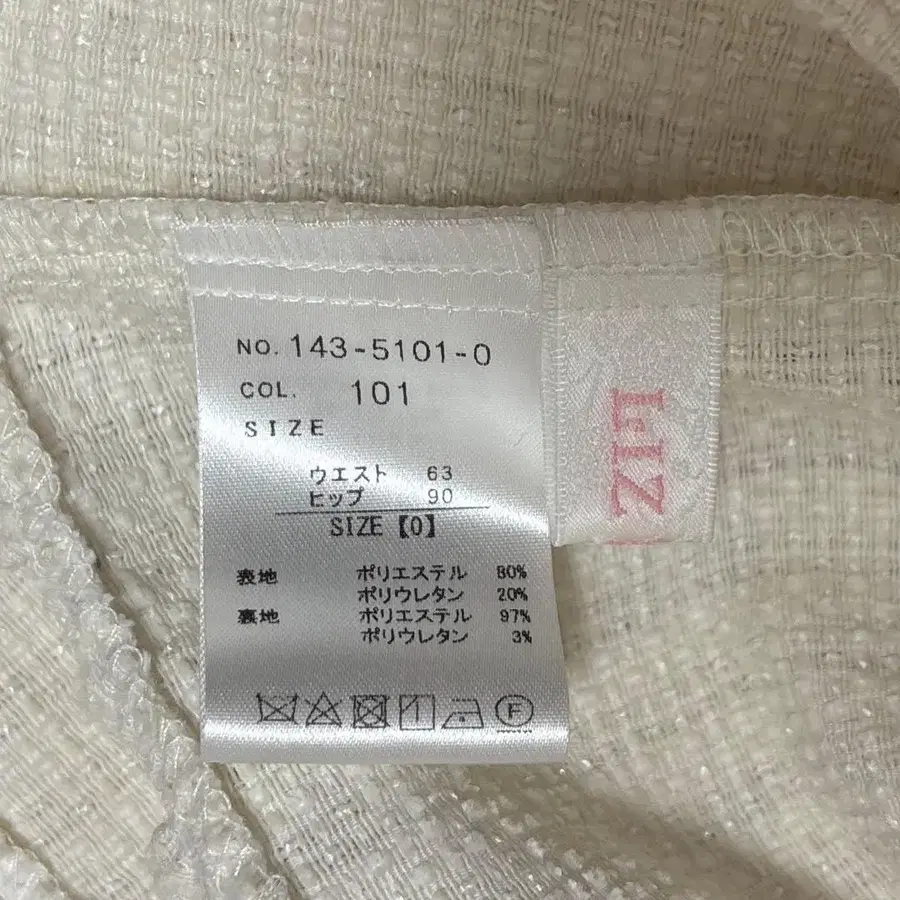 NO. 143-5101-0
COL. 101
SIZE
ウエスト 63
ヒップ 90
SIZE【0】
表地 ポリエステル 80%
ポリウレタン 20%
裏地 ポリエステル 97%
ポリウレタン 3%
F
LIZ